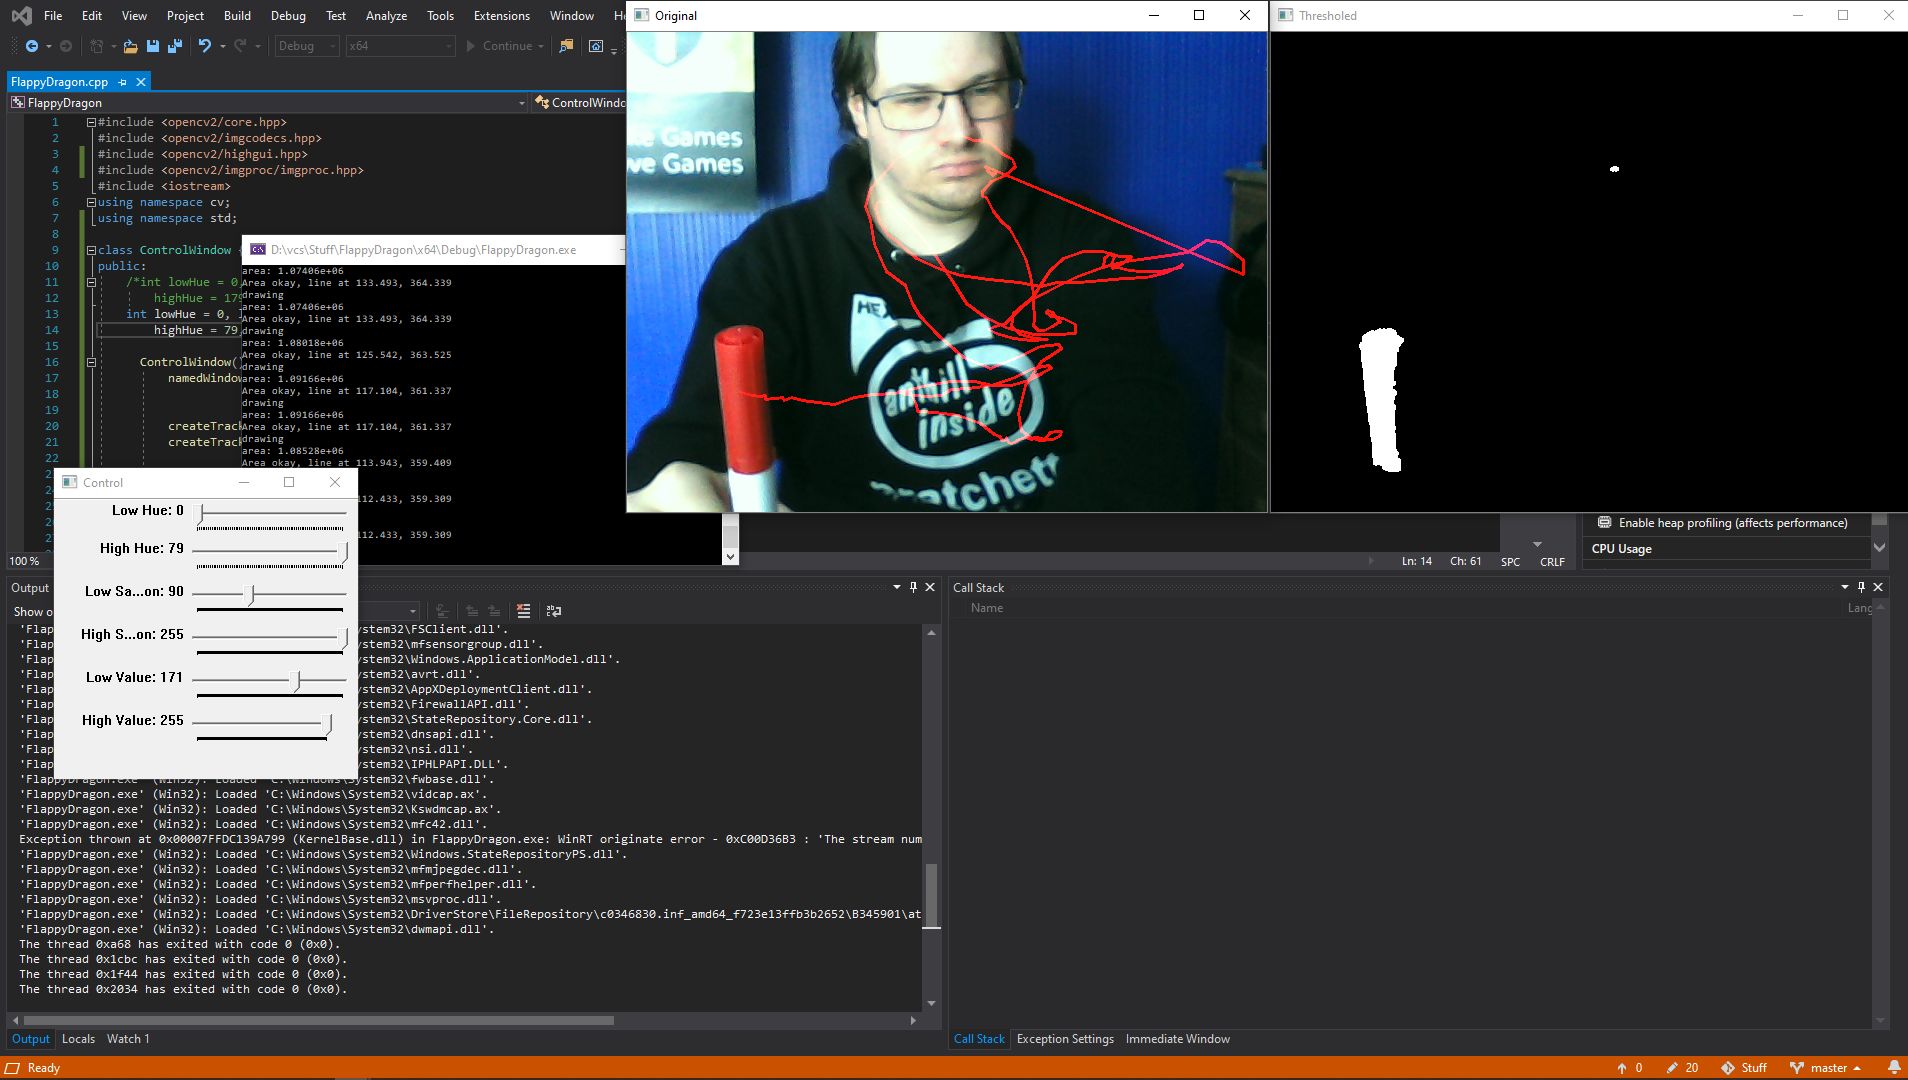 File Edit View Project Build Debug Test Analyze Tools Extensions Window
Debug x64 Continue
FlappyDragon.cpp
FlappyDragon
1 #include <opencv2/core.hpp>
2 #include <opencv2/imgcodecs.hpp>
3 #include <opencv2/highgui.hpp>
4 #include <opencv2/imgproc/imgproc.hpp>
5 #include <iostream>
6 using namespace cv;
7 using namespace std;
8
9 class ControlWindow
10 public:
11 /*int lowHue = 0
12 highHue = 179
13 int lowHue = 0,
14 highHue = 79
15
16 ControlWindow()
17 namedWindow
18
19
20 createTrac
21 createTrac
22
100 %
D:\vcs\Stuff\FlappyDragon\x64\Debug\FlappyDragon.exe
area: 1.07406e+06
Area okay, line at 133.493, 364.339
drawing
area: 1.07406e+06
Area okay, line at 133.493, 364.339
drawing
area: 1.08018e+06
Area okay, line at 125.542, 363.525
drawing
area: 1.09166e+06
Area okay, line at 117.104, 361.337
drawing
area: 1.09166e+06
Area okay, line at 117.104, 361.337
drawing
area: 1.08528e+06
Area okay, line at 113.943, 359.409
112.433, 359.309
112.433, 359.309
Control
Low Hue: 0
High Hue: 79
Low Sa...on: 90
High S...on: 255
Low Value: 171
High Value: 255
Original
Games
ve Games
HE
anthill
inside
pratchett
Thresholed
Enable heap profiling (affects performance)
CPU Usage
Ln: 14 Ch: 61 SPC CRLF
Output
Show o
'Flap ystem32\FSClient.dll'.
'Flap ystem32\mfsensorgroup.dll'.
'Flap ystem32\Windows.ApplicationModel.dll'.
'Flap ystem32\avrt.dll'.
'Flap ystem32\AppXDeploymentClient.dll'.
'Flap ystem32\FirewallAPI.dll'.
'Flap ystem32\StateRepository.Core.dll'.
'Flap ystem32\dnsapi.dll'.
'Flap ystem32\nsi.dll'.
'Flap ystem32\IPHLPAPI.DLL'.
'FlappyDragon.exe' (Win32): Loaded 'C:\Windows\System32\fwbase.dll'.
'FlappyDragon.exe' (Win32): Loaded 'C:\Windows\System32\vidcap.ax'.
'FlappyDragon.exe' (Win32): Loaded 'C:\Windows\System32\Kswdmcap.ax'.
'FlappyDragon.exe' (Win32): Loaded 'C:\Windows\System32\mfc42.dll'.
Exception thrown at 0x00007FFDC139A799 (KernelBase.dll) in FlappyDragon.exe: WinRT originate error - 0xC00D36B3 : 'The stream num
'FlappyDragon.exe' (Win32): Loaded 'C:\Windows\System32\Windows.StateRepositoryPS.dll'.
'FlappyDragon.exe' (Win32): Loaded 'C:\Windows\System32\mfmjpegdec.dll'.
'FlappyDragon.exe' (Win32): Loaded 'C:\Windows\System32\mfperfhelper.dll'.
'FlappyDragon.exe' (Win32): Loaded 'C:\Windows\System32\msvproc.dll'.
'FlappyDragon.exe' (Win32): Loaded 'C:\Windows\System32\DriverStore\FileRepository\c0346830.inf_amd64_f723e13ffb3b2652\B345901\at
'FlappyDragon.exe' (Win32): Loaded 'C:\Windows\System32\dwmapi.dll'.
The thread 0xa68 has exited with code 0 (0x0).
The thread 0x1cbc has exited with code 0 (0x0).
The thread 0x1f44 has exited with code 0 (0x0).
The thread 0x2034 has exited with code 0 (0x0).
Output Locals Watch 1
Call Stack
Name Lang
Call Stack Exception Settings Immediate Window
Ready 0 20 Stuff master